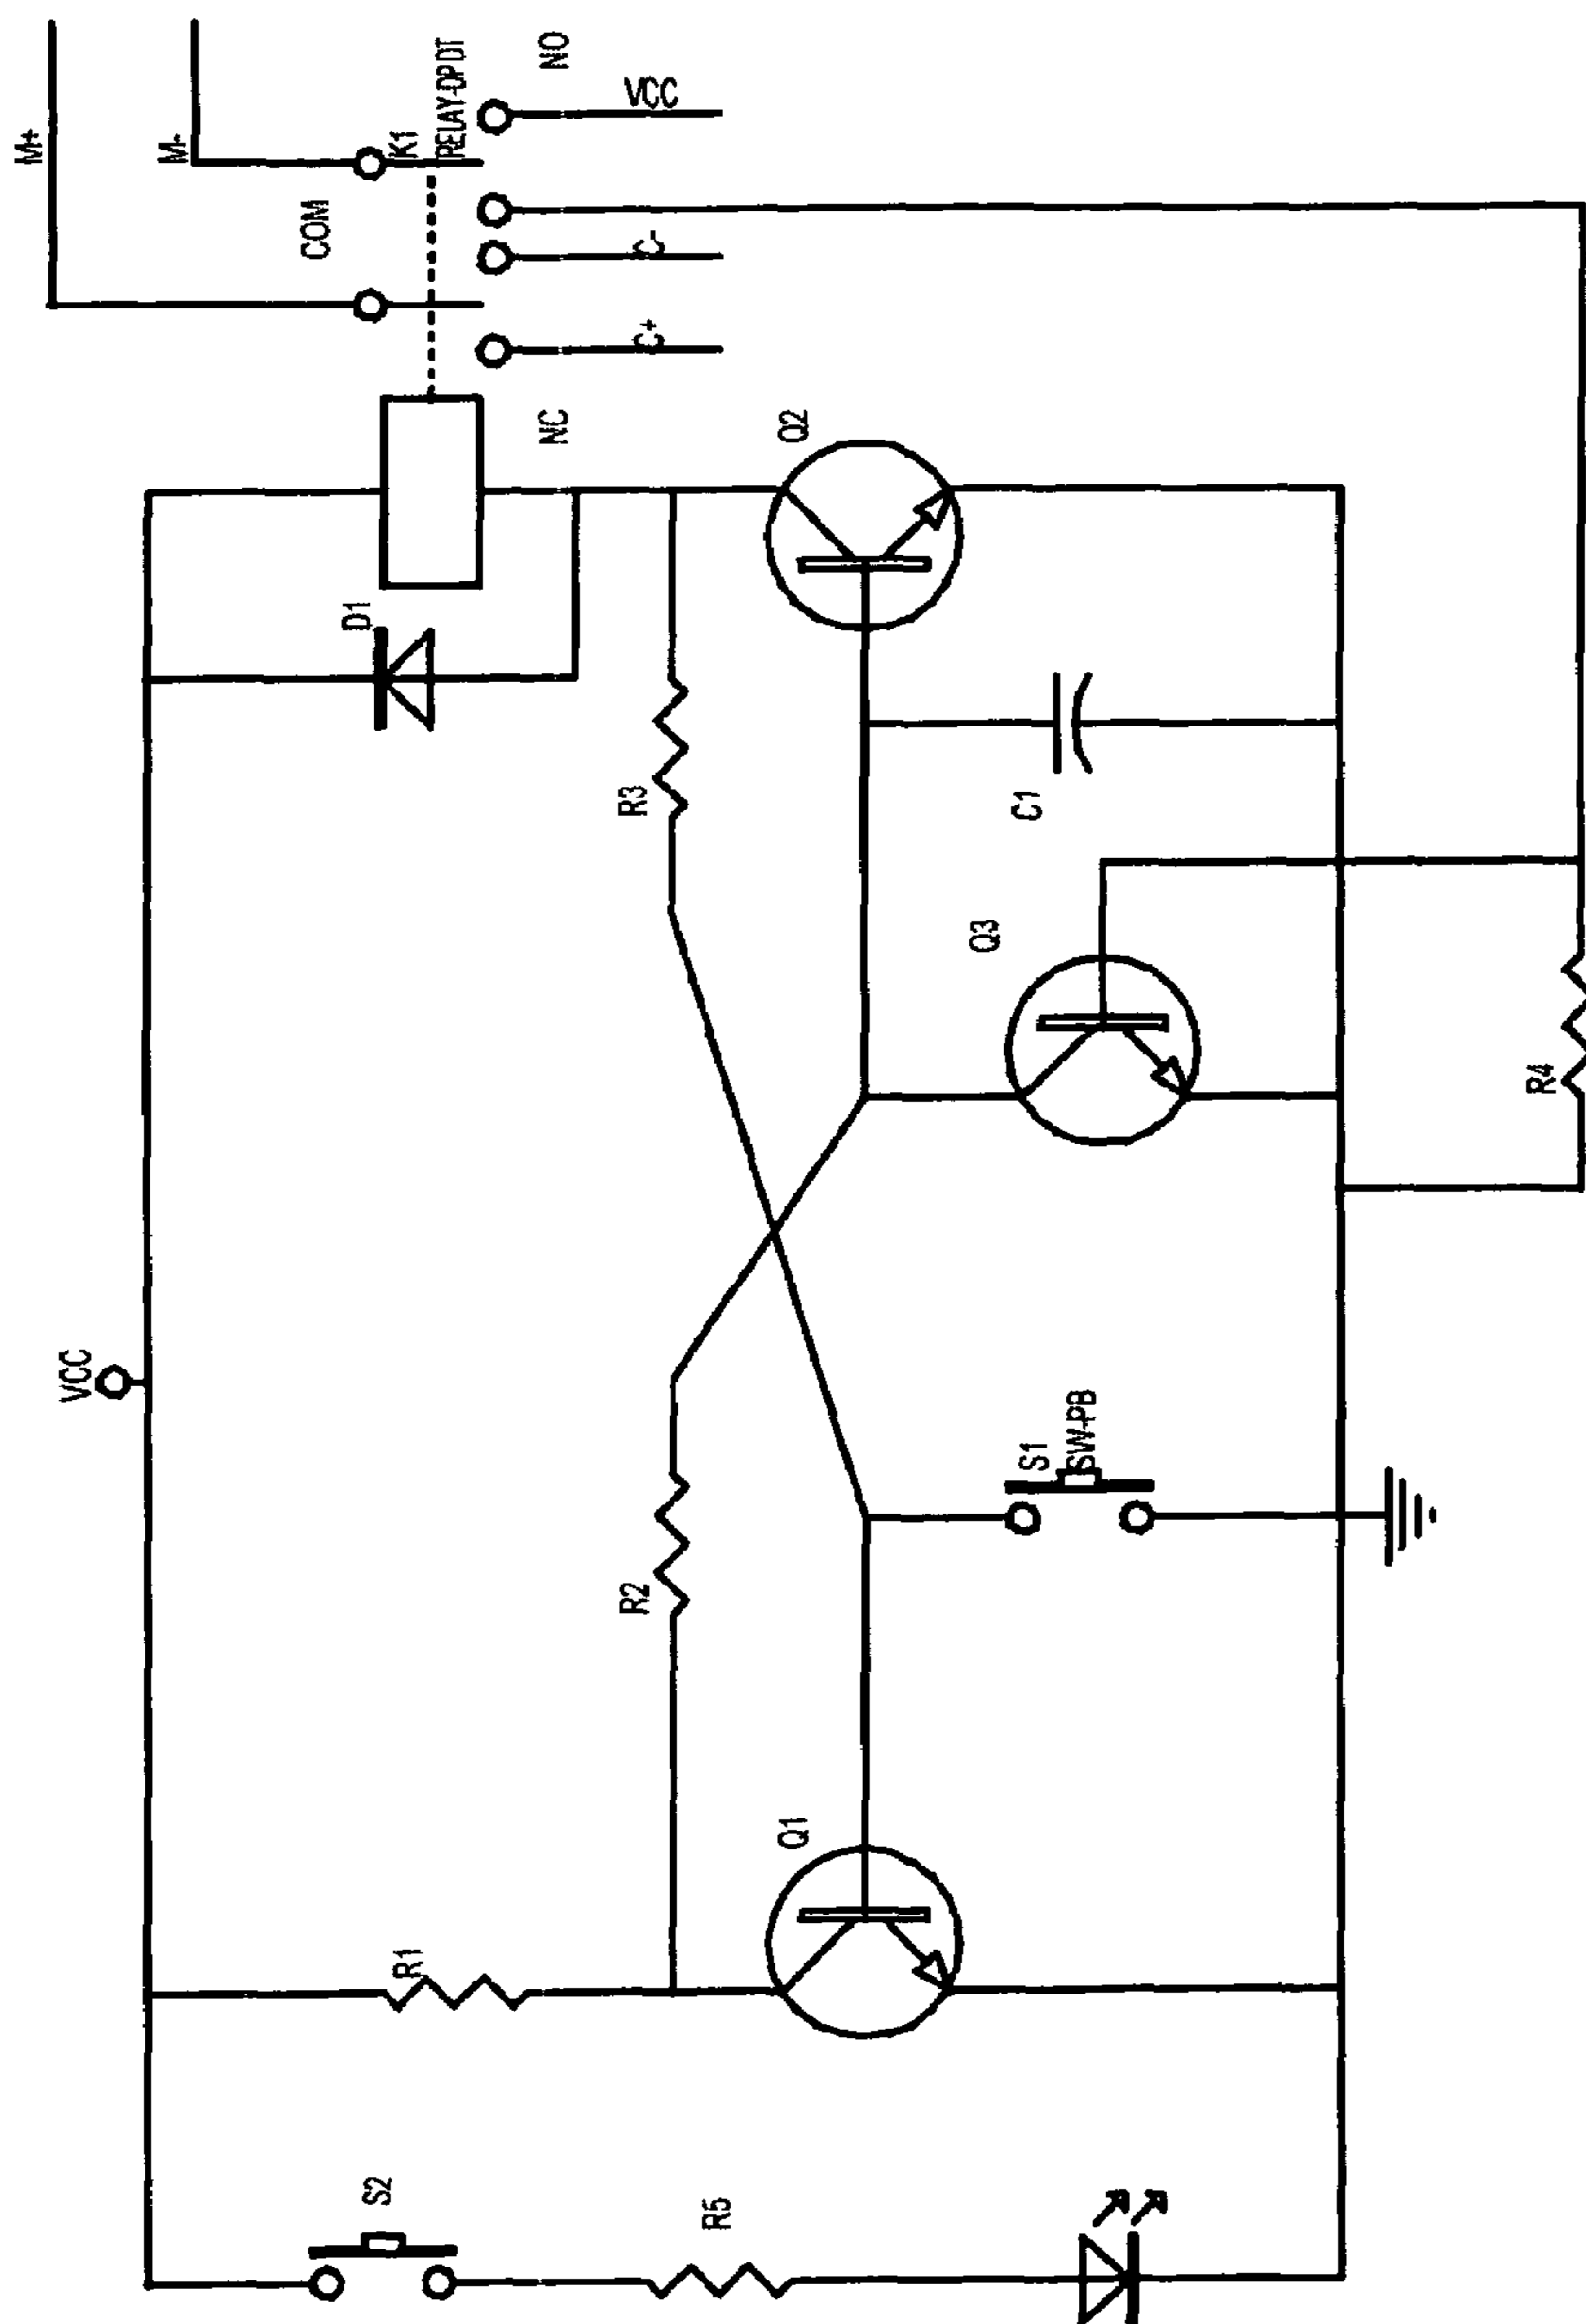 M+
M-
COM
K1
RELAY-DPDT
NO
VCC
C-
C+
NC
D1
Q2
R3
C1
Q3
R4
VCC
R2
S1
SW-PB
Q1
R1
S2
R5